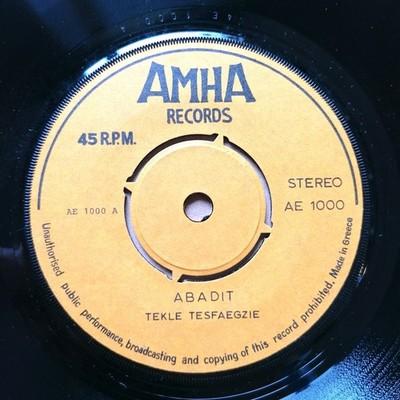 AMHA
RECORDS
45 R.P.M.
STEREO
AE 1000 A
AE 1000
ABADIT
TEKLE TESFAEGZIE
Unauthorised public performance, broadcasting and copying of this record prohibited. Made in Greece